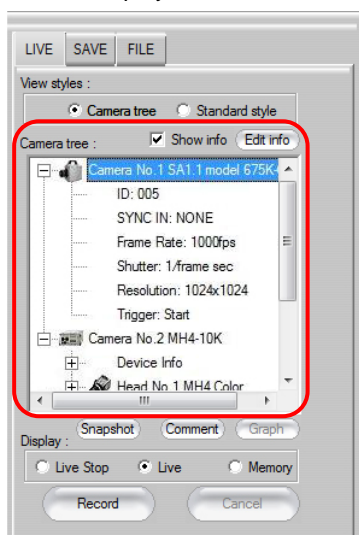 LIVE SAVE FILE
View styles :
Camera tree Standard style
Camera tree : Show info Edit info
Camera No.1 SA1.1 model 675K-
ID: 005
SYNC IN: NONE
Frame Rate: 1000fps
Shutter: 1/frame sec
Resolution: 1024x1024
Trigger: Start
Camera No.2 MH4-10K
Device Info
Head No.1 MH4 Color
Snapshot Comment Graph
Display :
Live Stop Live Memory
Record Cancel